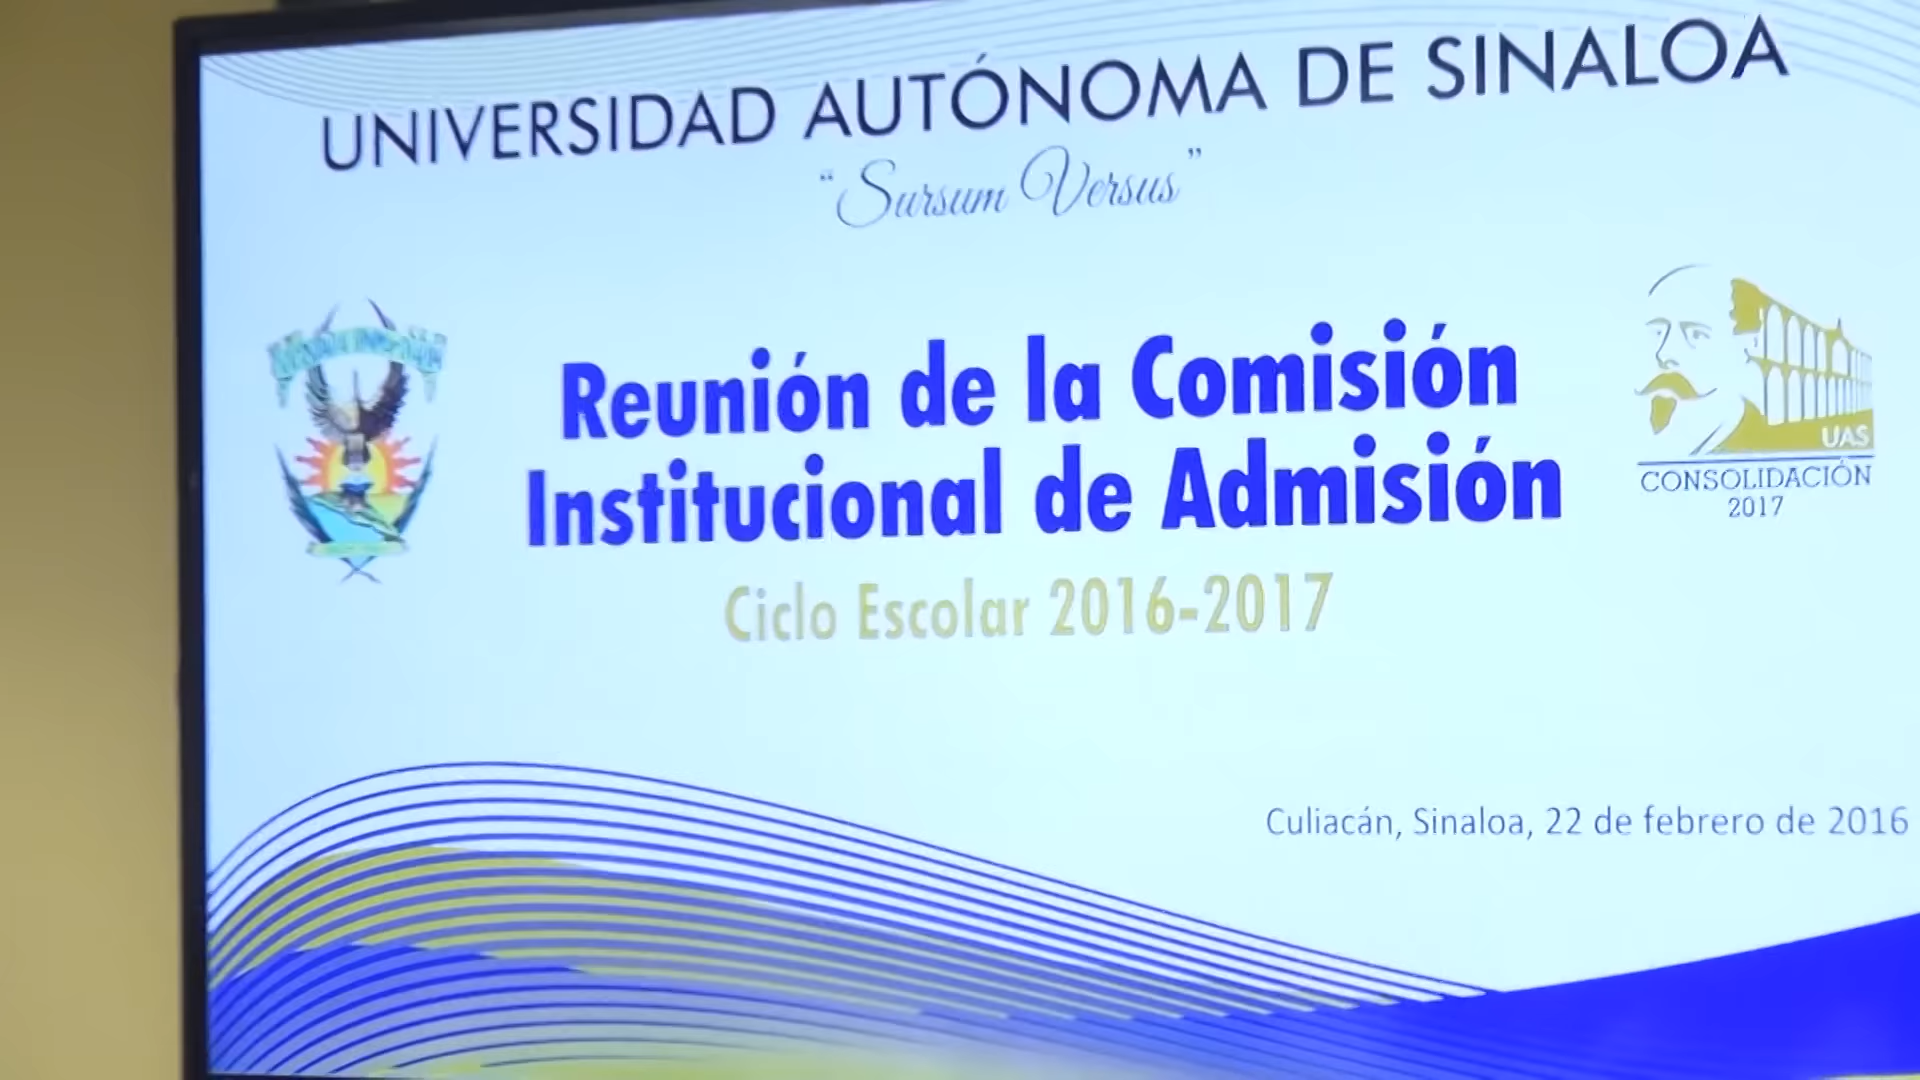 UNIVERSIDAD AUTÓNOMA DE SINALOA
“Sursum Versus”
Reunión de la Comisión
Institucional de Admisión
Ciclo Escolar 2016-2017
UAS
CONSOLIDACIÓN
2017
Culiacán, Sinaloa, 22 de febrero de 2016